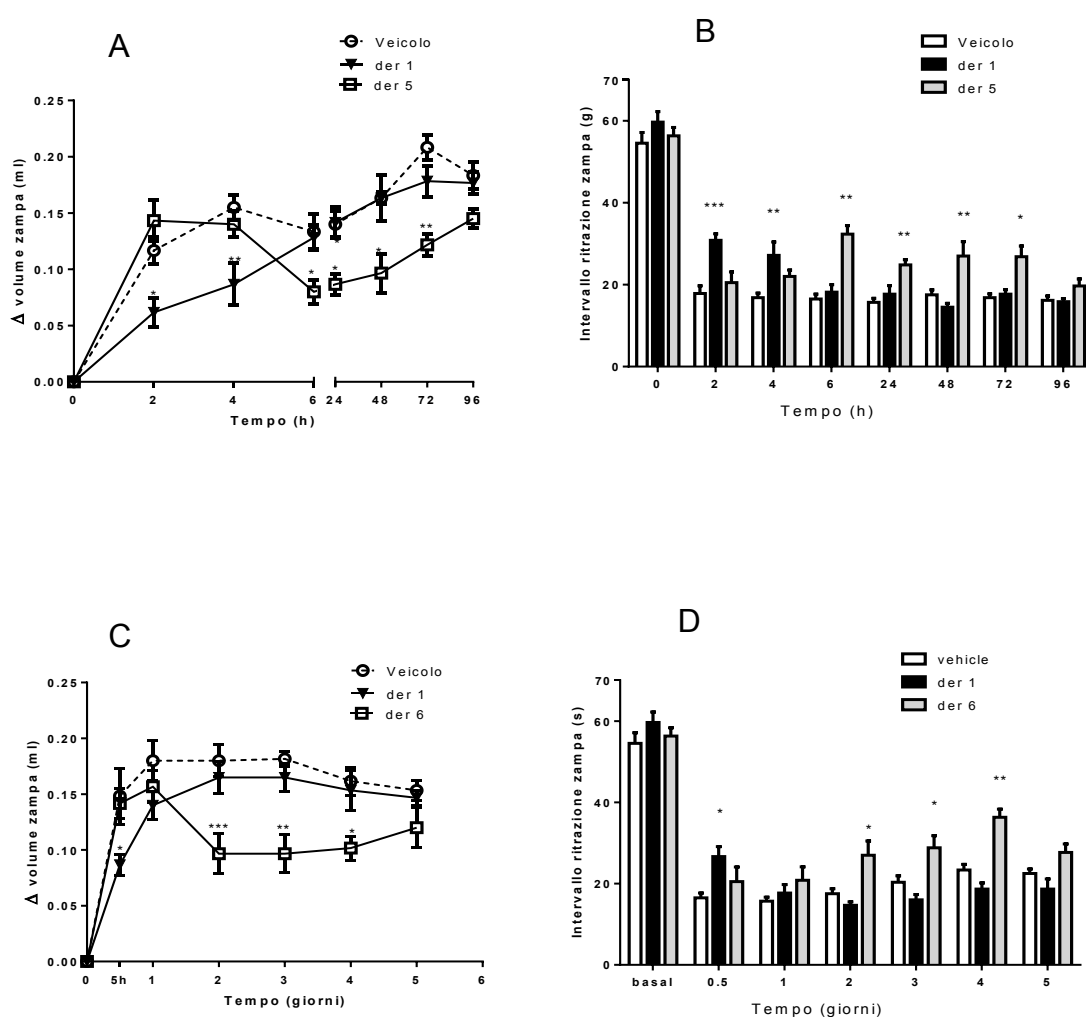 A
Veicolo
der 1
der 5
Δ volume zampa (ml)
0.25
0.20
0.15
0.10
0.05
0.00
*
**
*
*
*
*
**
0 2 4 6 24 48 72 96
Tempo (h)
B
Veicolo
der 1
der 5
Intervallo ritrazione zampa (g)
70
60
40
20
0
*** ** ** ** ** *
0 2 4 6 24 48 72 96
Tempo (h)
C
Veicolo
der 1
der 6
Δ volume zampa (ml)
0.25
0.20
0.15
0.10
0.05
0.00
* *** ** *
0 5h 1 2 3 4 5 6
Tempo (giorni)
D
vehicle
der 1
der 6
Intervallo ritrazione zampa (s)
70
60
40
20
0
* * * **
basal 0.5 1 2 3 4 5
Tempo (giorni)